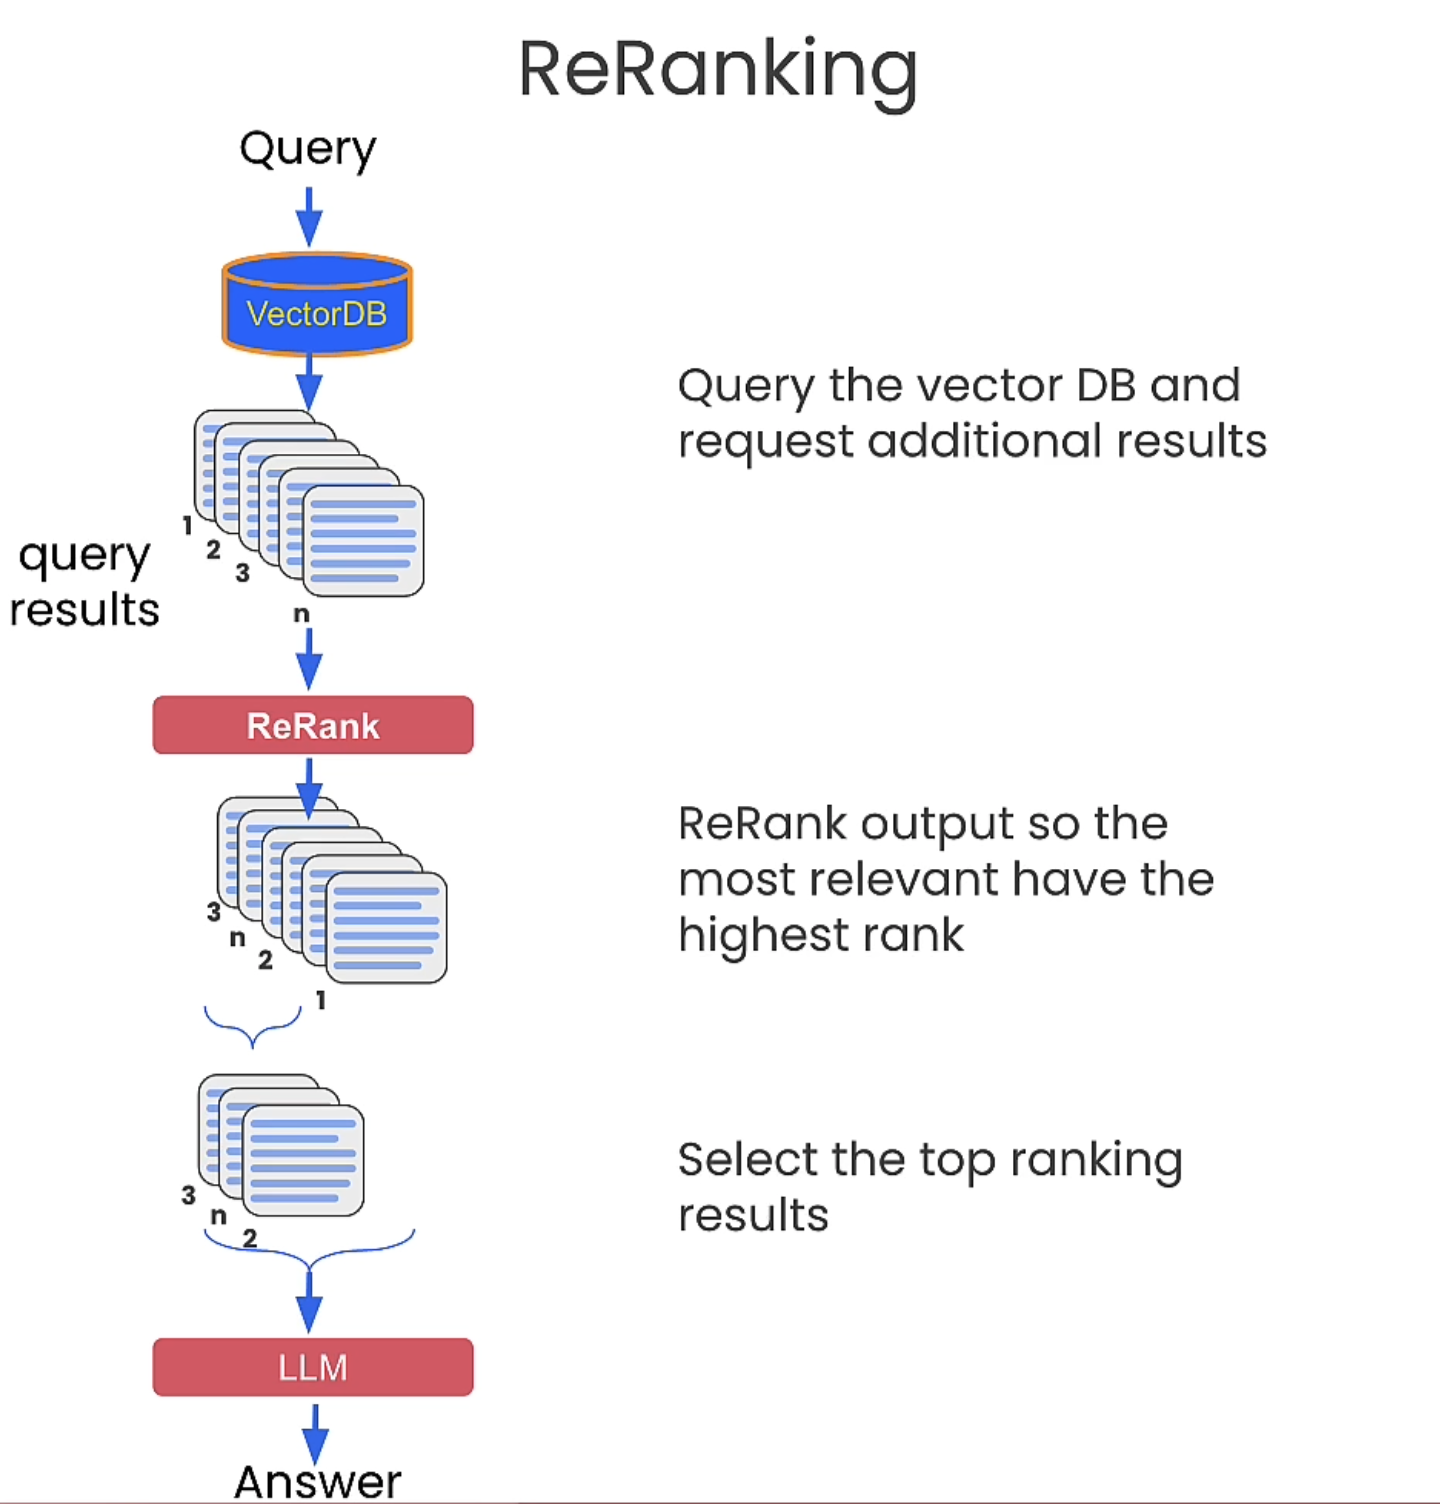 ReRanking
Query
VectorDB
Query the vector DB and
request additional results
1
2
3
n
query
results
ReRank
ReRank output so the
most relevant have the
highest rank
3
n
2
1
Select the top ranking
results
3
n
2
LLM
Answer